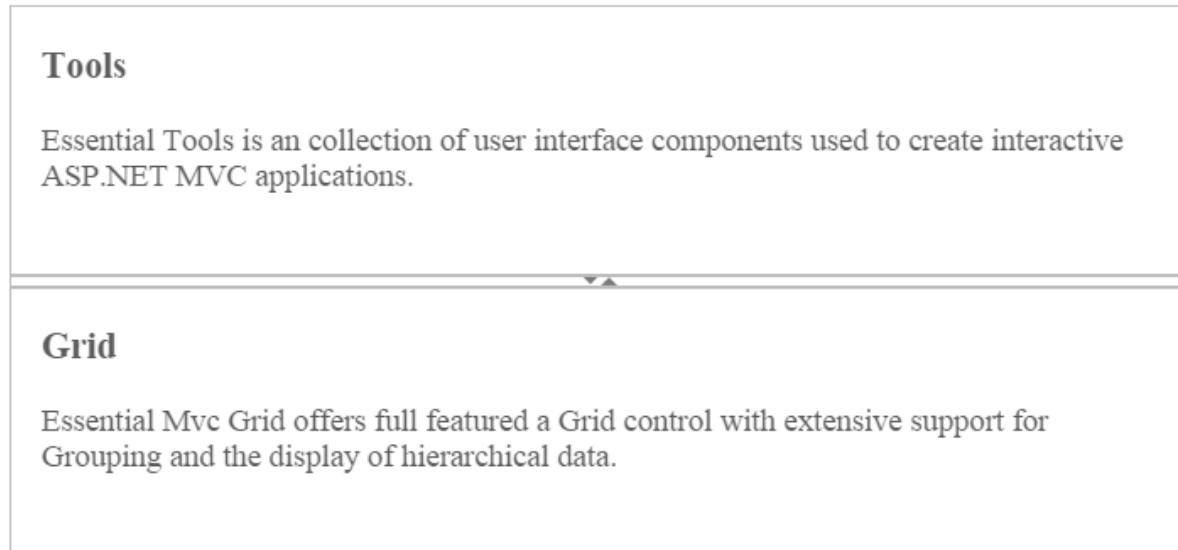 Tools
Essential Tools is an collection of user interface components used to create interactive
ASP.NET MVC applications.
Grid
Essential Mvc Grid offers full featured a Grid control with extensive support for
Grouping and the display of hierarchical data.